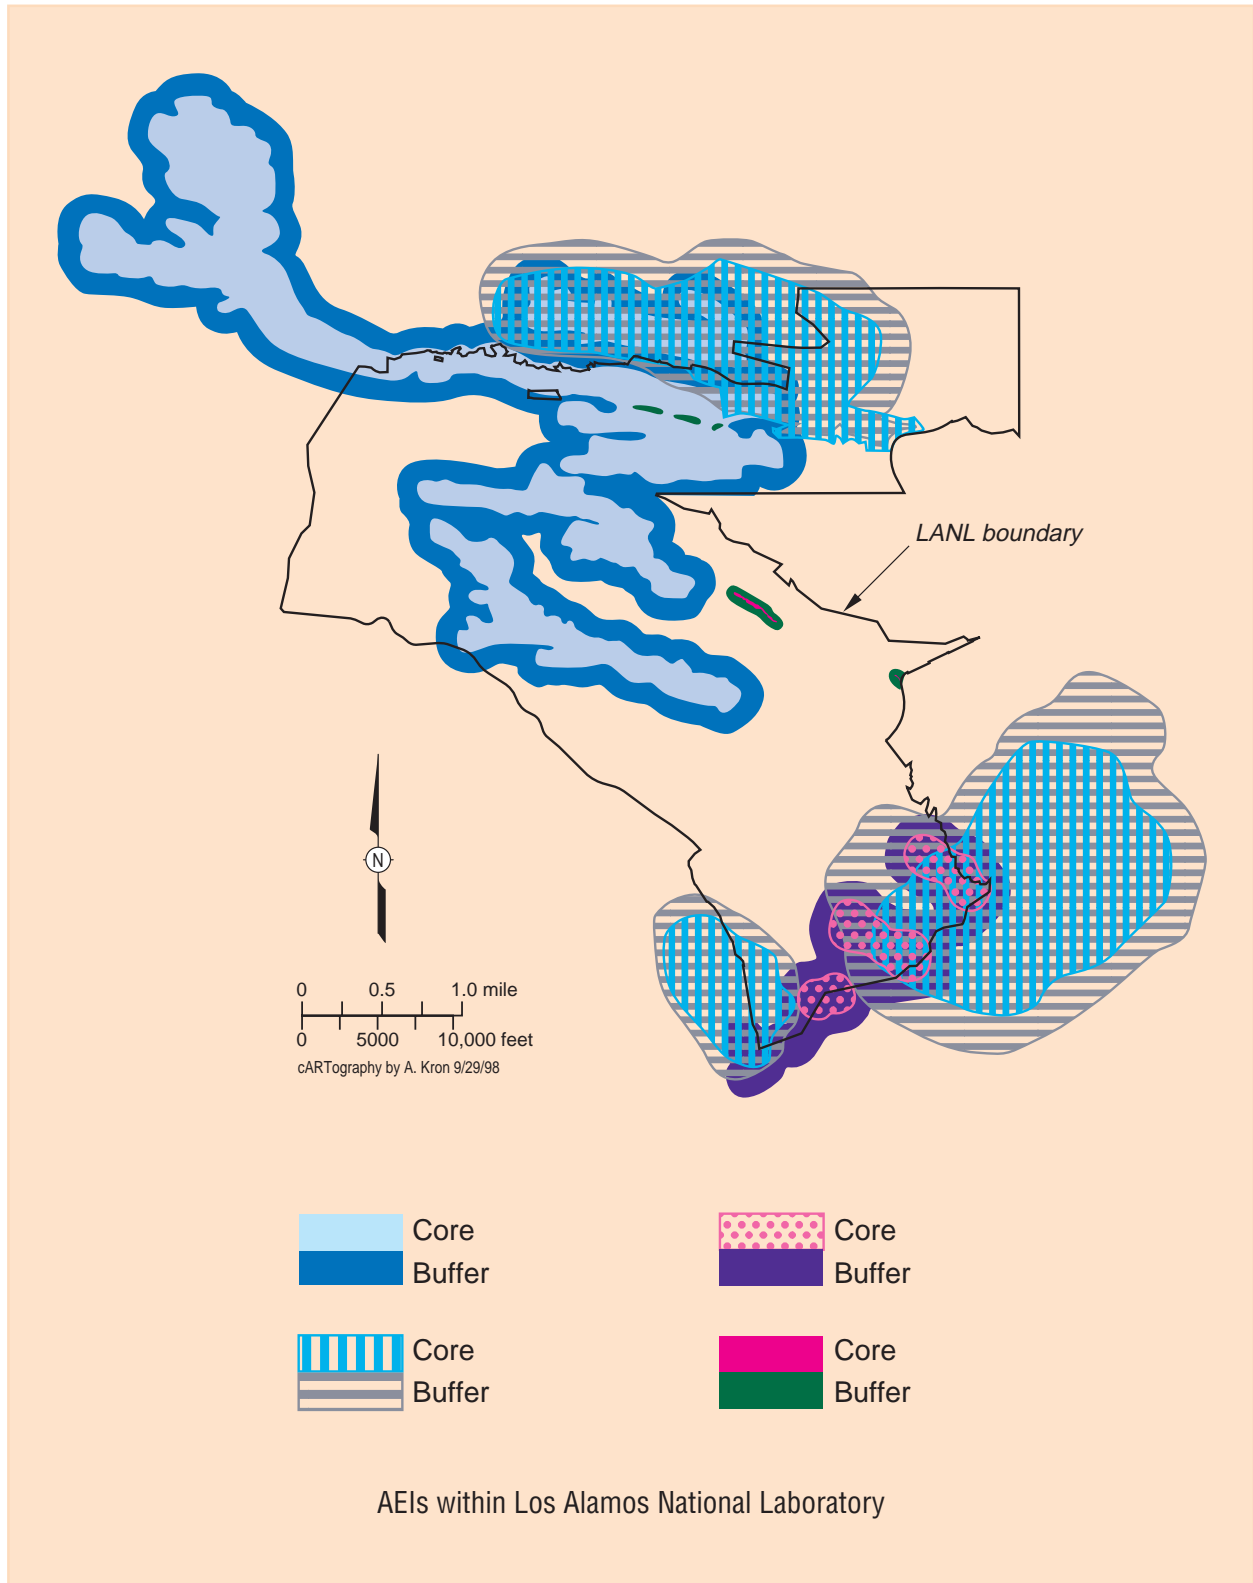 LANL boundary
N
0 0.5 1.0 mile
0 5000 10,000 feet
cARTography by A. Kron 9/29/98
Core
Buffer
Core
Buffer
Core
Buffer
Core
Buffer
AEIs within Los Alamos National Laboratory